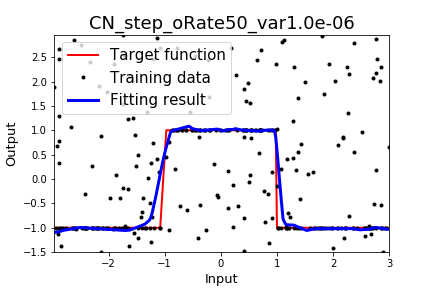 CN_step_oRate50_var1.0e-06
Target function
Training data
Fitting result
Output
2.5
2.0
1.5
1.0
0.5
0.0
−0.5
−1.0
−1.5
−2
−1
0
1
2
3
Input